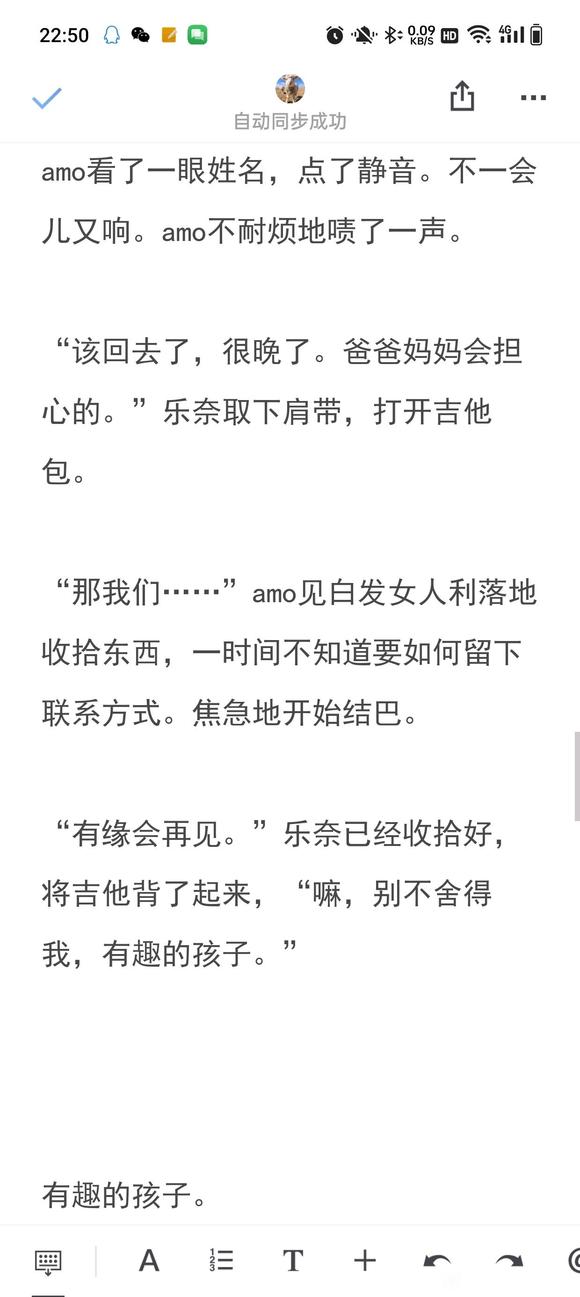 22:50
0.09
KB/S
HD
4G
自动同步成功
amo看了一眼姓名，点了静音。不一会
儿又响。amo不耐烦地啧了一声。
“该回去了，很晚了。爸爸妈妈会担
心的。”乐奈取下肩带，打开吉他
包。
“那我们……”amo见白发女人利落地
收拾东西，一时间不知道要如何留下
联系方式。焦急地开始结巴。
“有缘会再见。”乐奈已经收拾好，
将吉他背了起来，“嘛，别不舍得
我，有趣的孩子。”
有趣的孩子。
A
T